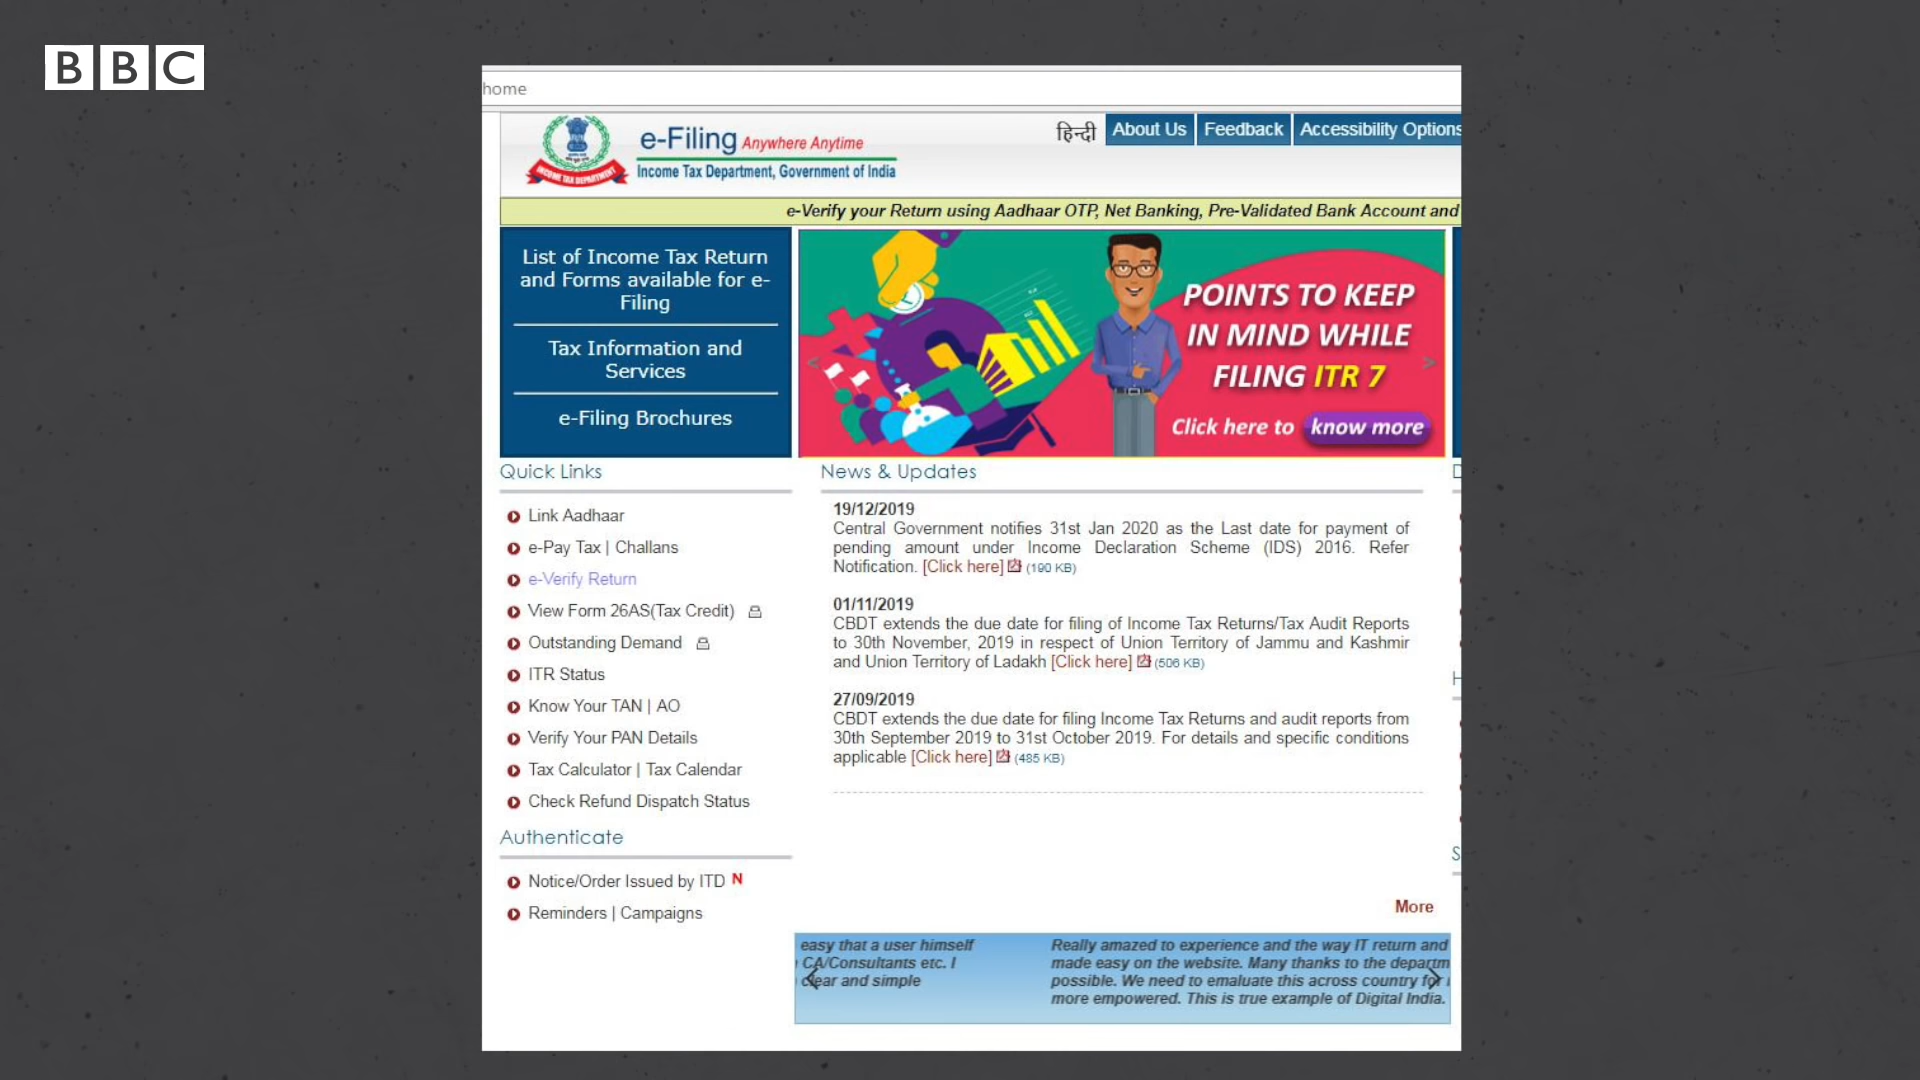 BBC
home
e-Filing Anywhere Anytime
Income Tax Department, Government of India
INCOME TAX DEPARTMENT
हिन्दी About Us Feedback Accessibility Options
e-Verify your Return using Aadhaar OTP, Net Banking, Pre-Validated Bank Account and
List of Income Tax Return
and Forms available for e-
Filing
Tax Information and
Services
e-Filing Brochures
POINTS TO KEEP
IN MIND WHILE
FILING ITR 7
Click here to know more
Quick Links
Link Aadhaar
e-Pay Tax | Challans
e-Verify Return
View Form 26AS(Tax Credit)
Outstanding Demand
ITR Status
Know Your TAN | AO
Verify Your PAN Details
Tax Calculator | Tax Calendar
Check Refund Dispatch Status
Authenticate
Notice/Order Issued by ITD N
Reminders | Campaigns
News & Updates
19/12/2019
Central Government notifies 31st Jan 2020 as the Last date for payment of
pending amount under Income Declaration Scheme (IDS) 2016. Refer
Notification. [Click here] (190 KB)
01/11/2019
CBDT extends the due date for filing of Income Tax Returns/Tax Audit Reports
to 30th November, 2019 in respect of Union Territory of Jammu and Kashmir
and Union Territory of Ladakh [Click here] (506 KB)
27/09/2019
CBDT extends the due date for filing Income Tax Returns and audit reports from
30th September 2019 to 31st October 2019. For details and specific conditions
applicable [Click here] (485 KB)
More
easy that a user himself
CA/Consultants etc. I
clear and simple
Really amazed to experience and the way IT return and
made easy on the website. Many thanks to the departm
possible. We need to emaluate this across country for
more empowered. This is true example of Digital India.